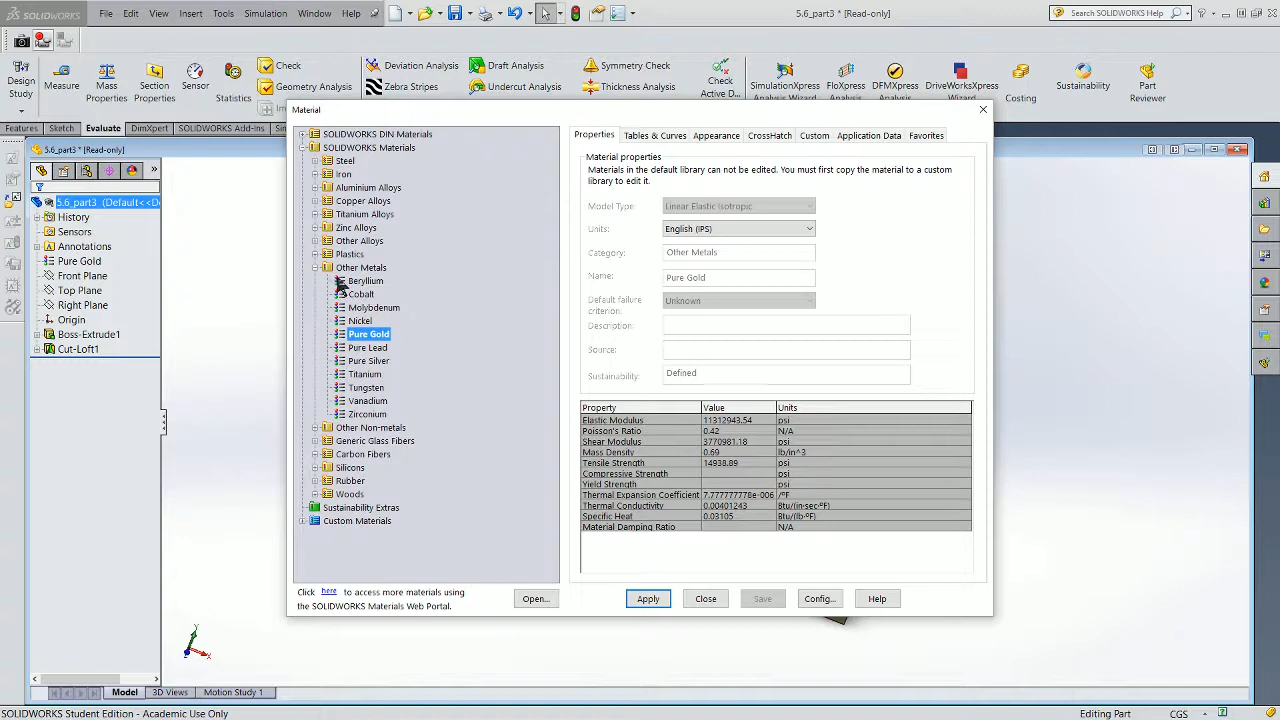 SOLIDWORKS File Edit View Insert Tools Simulation Window Help 5.6_part3 [Read-only] Search SOLIDWORKS Help
Design Study
Measure
Mass Properties
Section Properties
Sensor
Statistics
Check
Geometry Analysis
Deviation Analysis
Zebra Stripes
Draft Analysis
Undercut Analysis
Symmetry Check
Thickness Analysis
Check Active D...
SimulationXpress Analysis Wizard
FloXpress Analysis
DFMXpress Analysis
DriveWorksXpress Wizard
Costing
Sustainability
Part Reviewer
Features Sketch Evaluate DimXpert SOLIDWORKS Add-Ins
5.6_part3 * [Read-only]
5.6_part3 (Default<<D
History
Sensors
Annotations
Pure Gold
Front Plane
Top Plane
Right Plane
Origin
Boss-Extrude1
Cut-Loft1
Material
SOLIDWORKS DIN Materials
SOLIDWORKS Materials
Steel
Iron
Aluminium Alloys
Copper Alloys
Titanium Alloys
Zinc Alloys
Other Alloys
Plastics
Other Metals
Beryllium
Cobalt
Molybdenum
Nickel
Pure Gold
Pure Lead
Pure Silver
Titanium
Tungsten
Vanadium
Zirconium
Other Non-metals
Generic Glass Fibers
Carbon Fibers
Silicons
Rubber
Woods
Sustainability Extras
Custom Materials
Click here to access more materials using
the SOLIDWORKS Materials Web Portal.
Open...
Properties Tables & Curves Appearance CrossHatch Custom Application Data Favorites
Material properties
Materials in the default library can not be edited. You must first copy the material to a custom
library to edit it.
Model Type: Linear Elastic Isotropic
Units: English (IPS)
Category: Other Metals
Name: Pure Gold
Default failure criterion: Unknown
Description:
Source:
Sustainability: Defined
Property Value Units
Elastic Modulus 11312943.54 psi
Poisson's Ratio 0.42 N/A
Shear Modulus 3770981.18 psi
Mass Density 0.69 lb/in^3
Tensile Strength 14938.89 psi
Compressive Strength psi
Yield Strength psi
Thermal Expansion Coefficient 7.777777778e-006 /°F
Thermal Conductivity 0.00401243 Btu/(in·sec·ºF)
Specific Heat 0.03105 Btu/(lb·ºF)
Material Damping Ratio N/A
Apply Close Save Config... Help
Model 3D Views Motion Study 1
SOLIDWORKS Student Edition - Academic Use Only Editing Part CGS